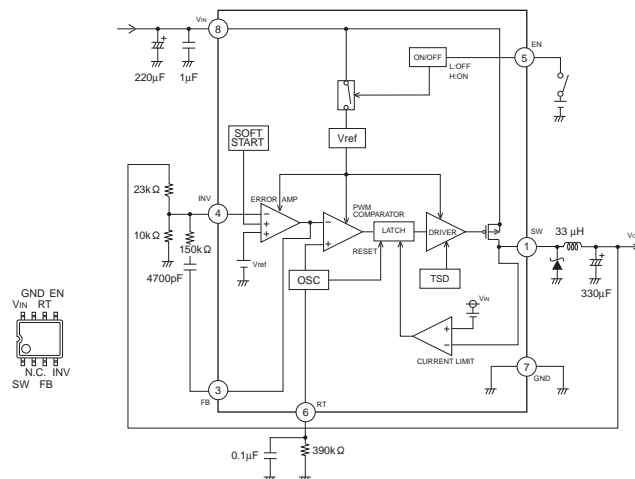 VIN
8
220µF
1µF
ON/OFF
L:OFF
H:ON
5
EN
Vref
SOFT
START
23kΩ
INV
4
ERROR AMP
PWM
COMPARATOR
LATCH
DRIVER
SW
1
33 µH
VO
10kΩ
150kΩ
4700pF
Vref
OSC
RESET
TSD
330µF
VIN
CURRENT LIMIT
GND EN
VIN RT
N.C. INV
SW FB
3
FB
6
RT
7
GND
0.1µF
390kΩ